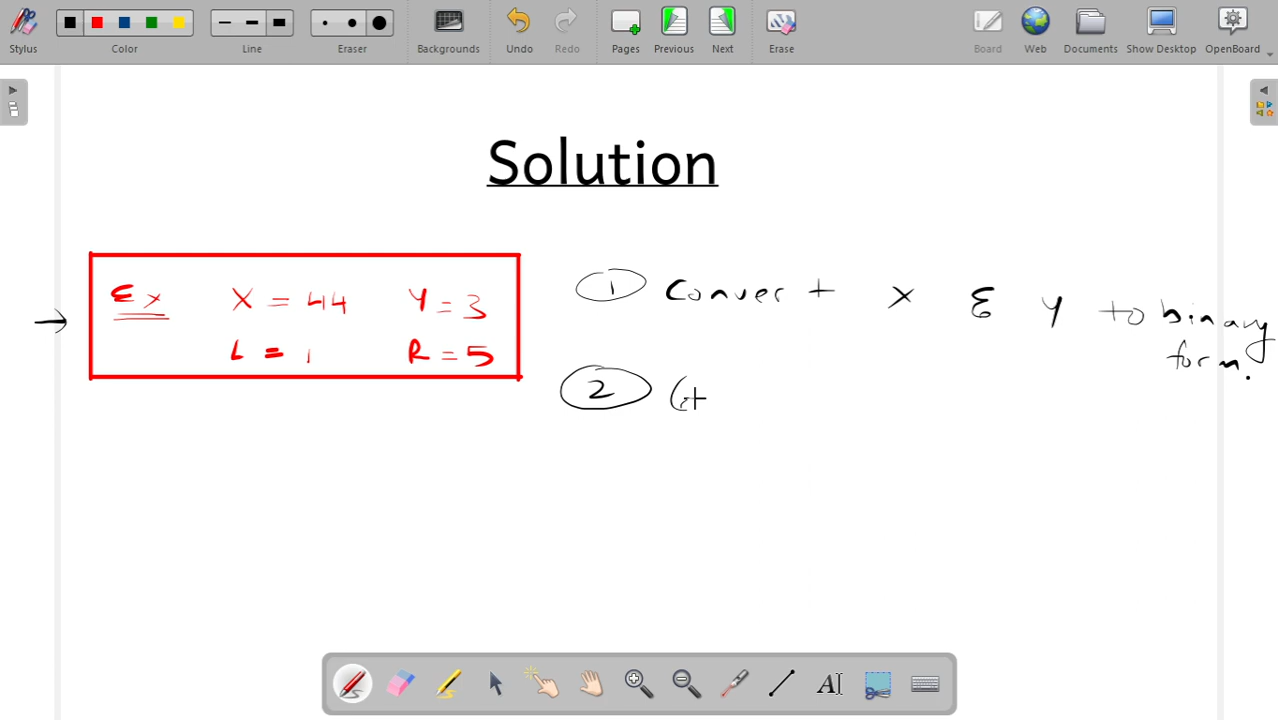 Stylus Color Line Eraser Backgrounds Undo Redo Pages Previous Next Erase Board Web Documents Show Desktop OpenBoard
Solution
Ex X = 44 Y = 3
L = 1 R = 5
1 Convert X & Y to binary
form.
2